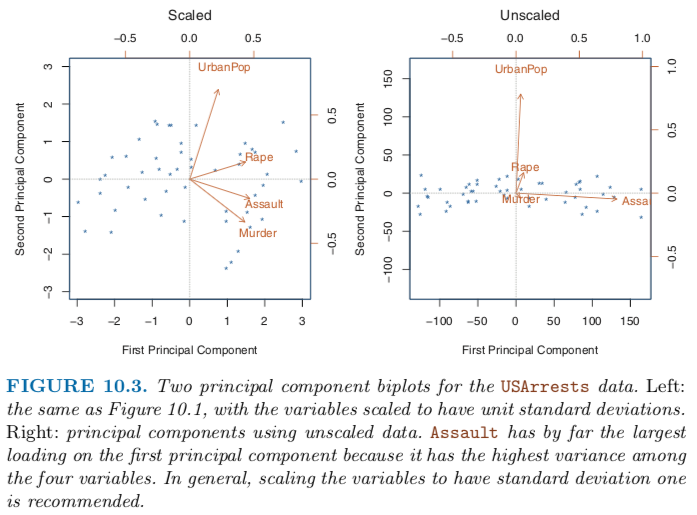 Scaled
Unscaled
−0.5 0.0 0.5
−0.5 0.0 0.5 1.0
UrbanPop
Rape
Assault
Murder
UrbanPop
Rape
Murder
Assa
3
2
1
0
−1
−2
−3
0.5
0.0
−0.5
150
100
50
0
−50
−100
1.0
0.5
0.0
−0.5
Second Principal Component
Second Principal Component
−3 −2 −1 0 1 2 3
−100 −50 0 50 100 150
First Principal Component
First Principal Component
FIGURE 10.3. Two principal component biplots for the USArrests data. Left:
the same as Figure 10.1, with the variables scaled to have unit standard deviations.
Right: principal components using unscaled data. Assault has by far the largest
loading on the first principal component because it has the highest variance among
the four variables. In general, scaling the variables to have standard deviation one
is recommended.